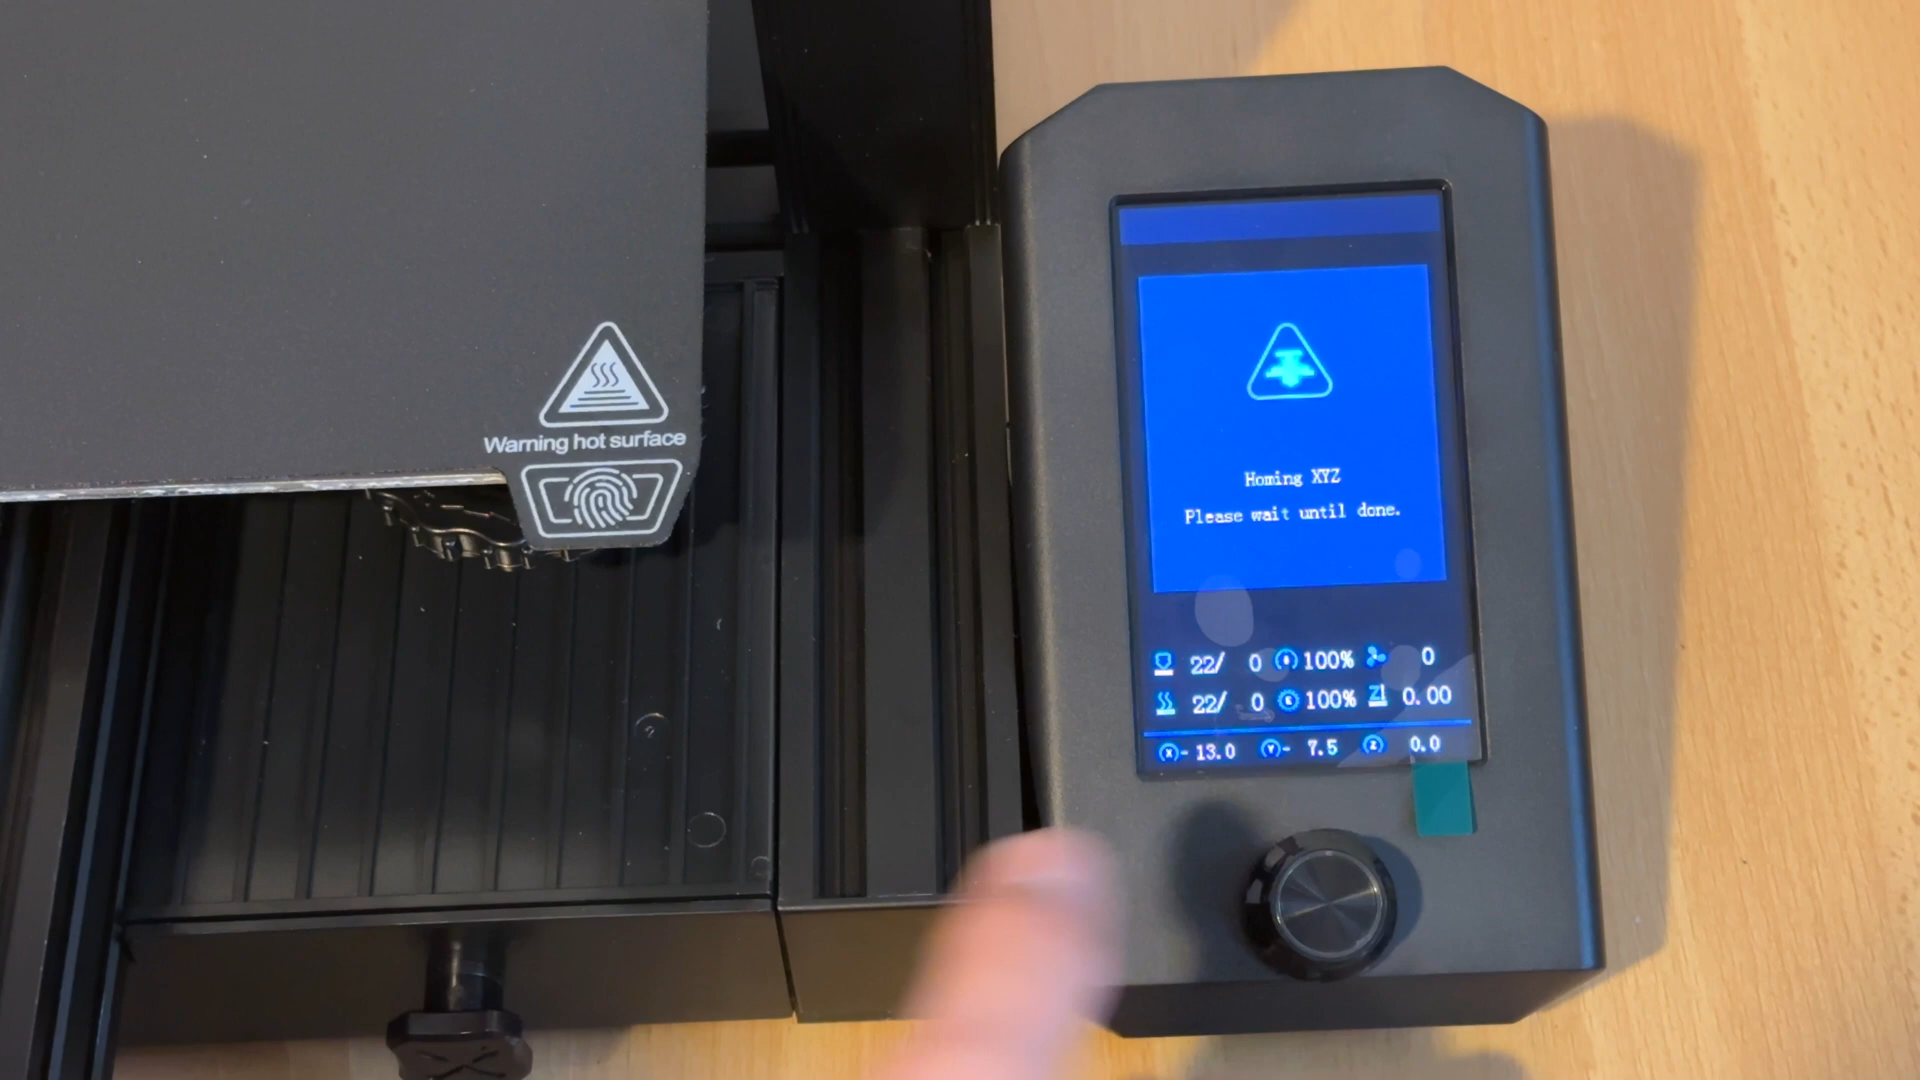 Warning hot surface
Homing XYZ
Please wait until done.
22/ 0 100% 0
22/ 0 E 100% Z 0.00
X - 13.0 Y - 7.5 Z 0.0